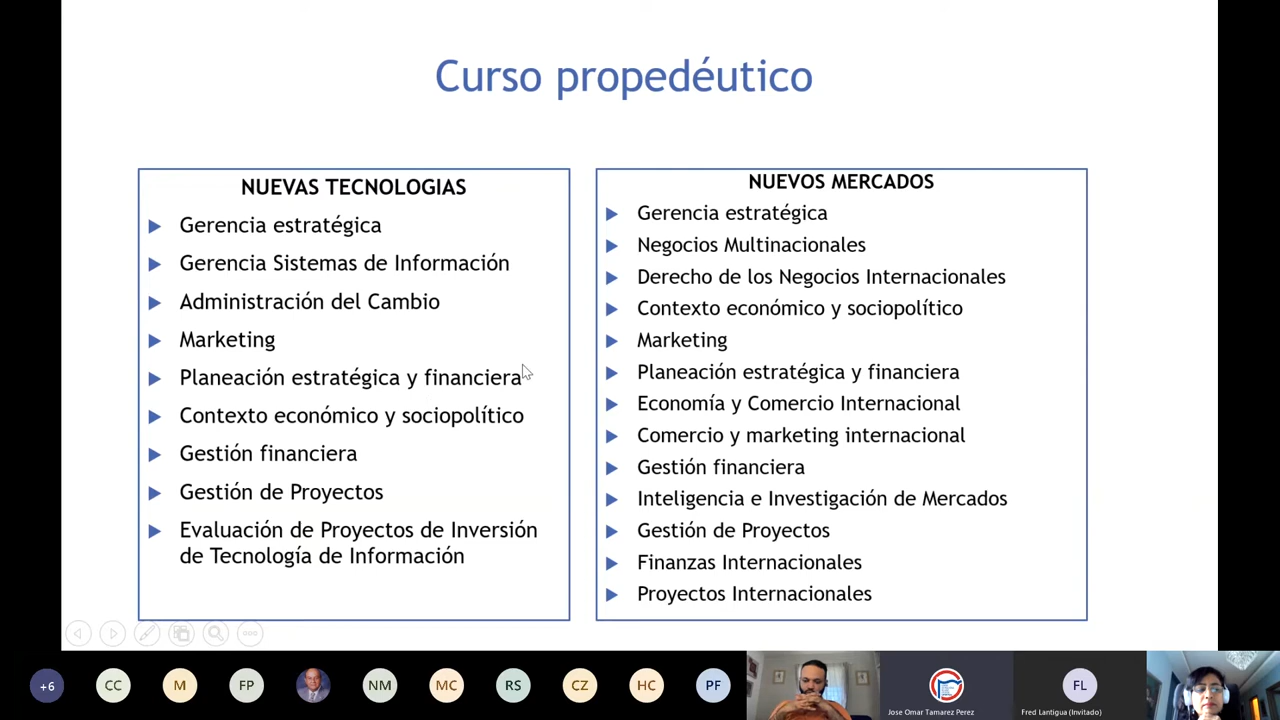 Curso propedéutico
NUEVAS TECNOLOGIAS
Gerencia estratégica
Gerencia Sistemas de Información
Administración del Cambio
Marketing
Planeación estratégica y financiera
Contexto económico y sociopolítico
Gestión financiera
Gestión de Proyectos
Evaluación de Proyectos de Inversión
de Tecnología de Información
NUEVOS MERCADOS
Gerencia estratégica
Negocios Multinacionales
Derecho de los Negocios Internacionales
Contexto económico y sociopolítico
Marketing
Planeación estratégica y financiera
Economía y Comercio Internacional
Comercio y marketing internacional
Gestión financiera
Inteligencia e Investigación de Mercados
Gestión de Proyectos
Finanzas Internacionales
Proyectos Internacionales
+6
CC
M
FP
NM
MC
RS
CZ
HC
PF
Jose Omar Tamarez Perez
FL
Fred Lantigua (Invitado)